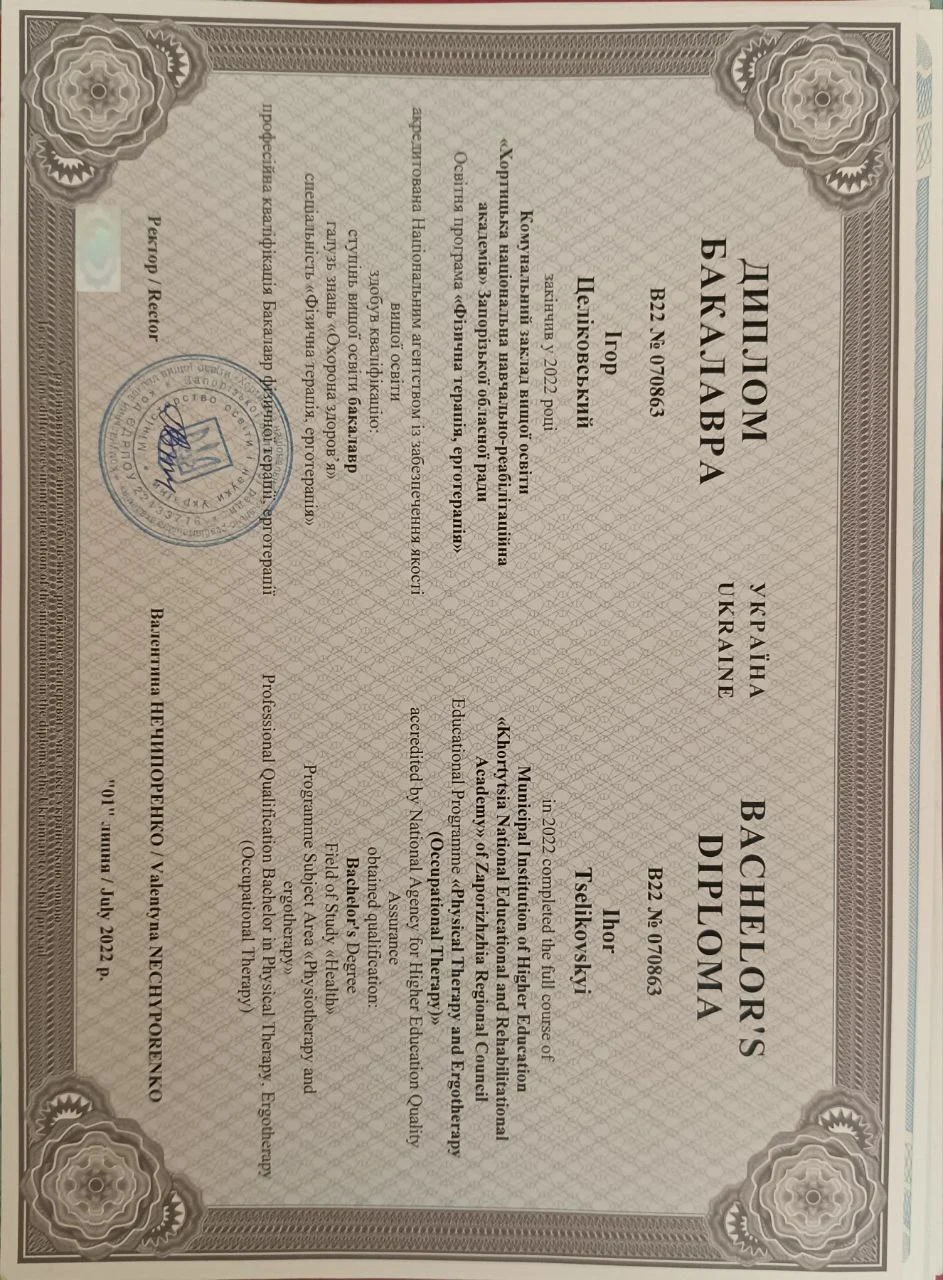 УКРАЇНА
UKRAINE
ДИПЛОМ
БАКАЛАВРА
В22 № 070863
Ігор
Целіковський
закінчив у 2022 році
Комунальний заклад вищої освіти
«Хортицька національна навчально-реабілітаційна
академія» Запорізької обласної ради
Освітня програма «Фізична терапія, ерготерапія»
акредитована Національним агентством із забезпечення якості
вищої освіти
здобув кваліфікацію:
ступінь вищої освіти бакалавр
галузь знань «Охорона здоров'я»
спеціальність «Фізична терапія, ерготерапія»
професійна кваліфікація Бакалавр фізичної терапії, ерготерапії
BACHELOR'S
DIPLOMA
B22 № 070863
Ihor
Tselikovskyi
in 2022 completed the full course of
Municipal Institution of Higher Education
«Khortytsia National Educational and Rehabilitational
Academy» of Zaporizhzhia Regional Council
Educational Programme «Physical Therapy and Ergotherapy
(Occupational Therapy)»
accredited by National Agency for Higher Education Quality
Assurance
obtained qualification:
Bachelor's Degree
Field of Study «Health»
Programme Subject Area «Physiotherapy and
ergotherapy»
Professional Qualification Bachelor in Physical Therapy, Ergotherapy
(Occupational Therapy)
Ректор / Rector
Валентина НЕЧИПОРЕНКО / Valentyna NECHYPORENKO
"01" липня / July 2022 р.